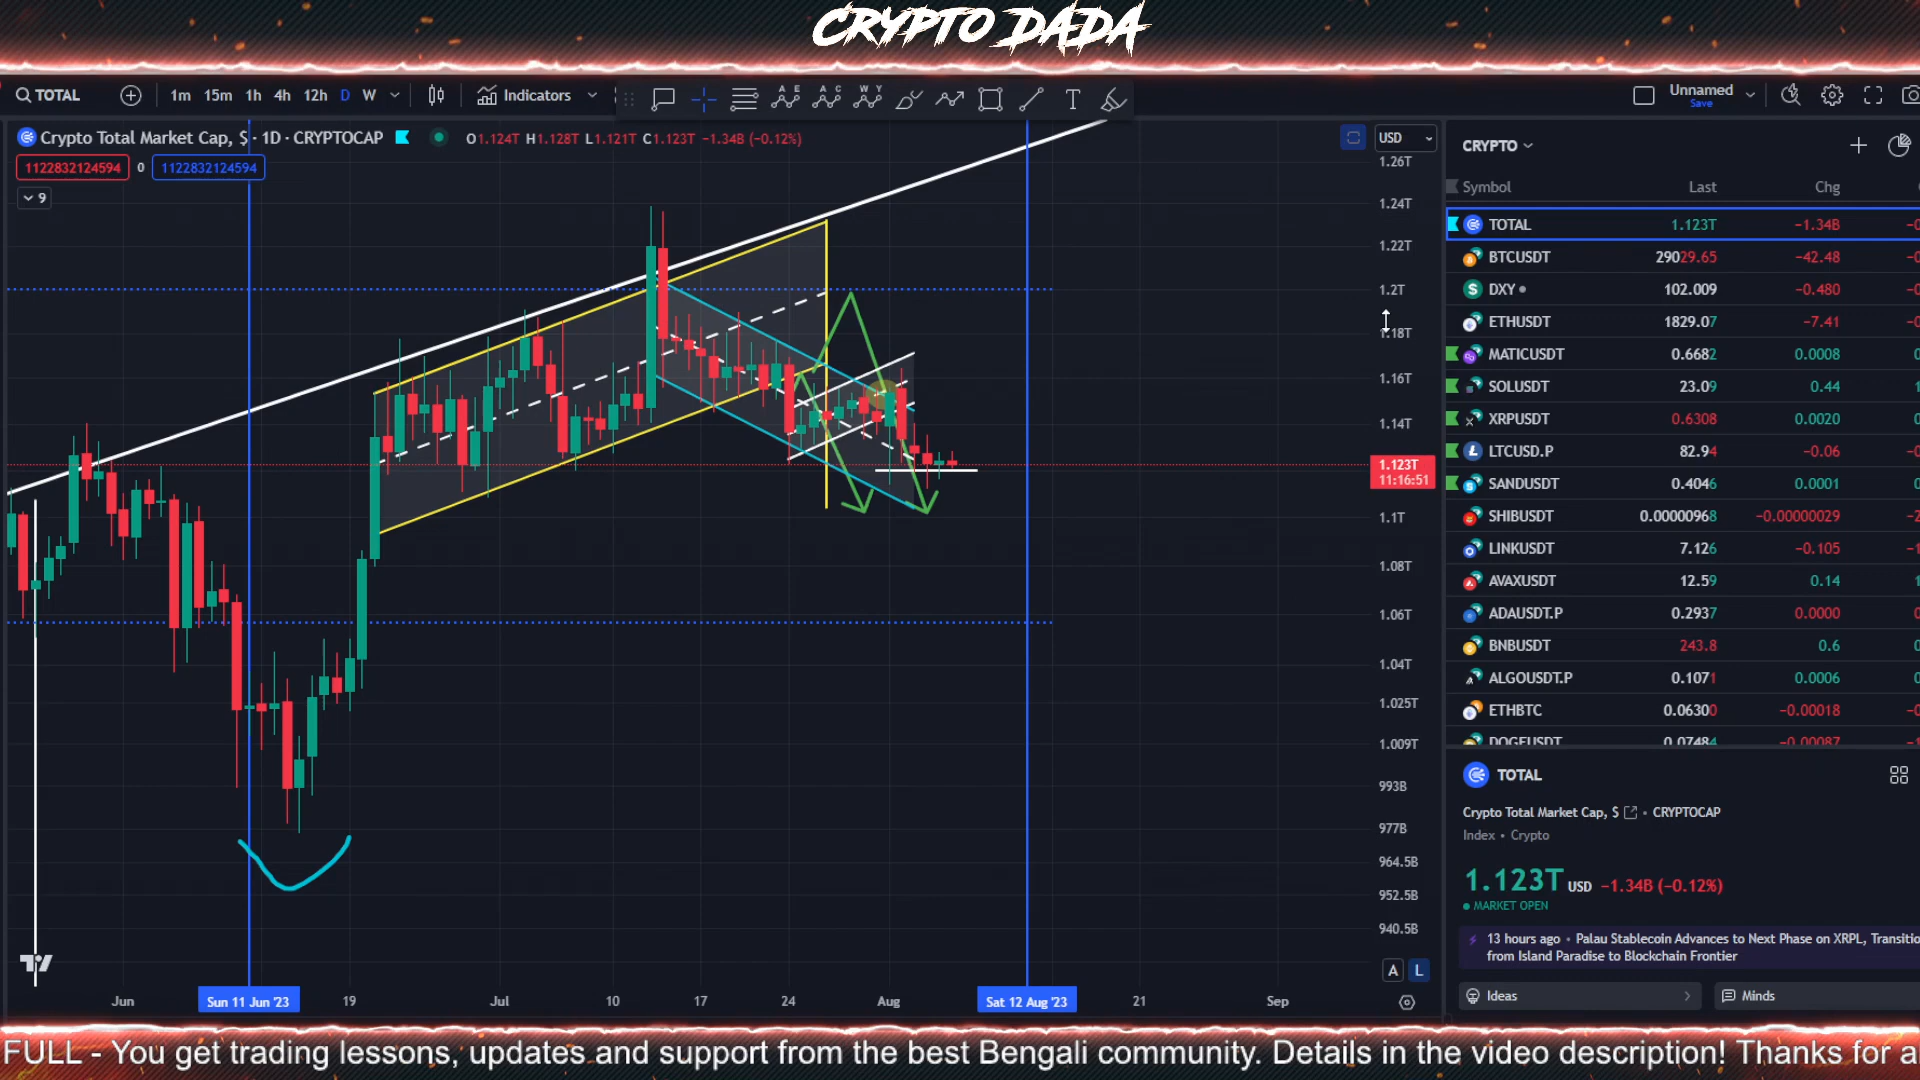 CRYPTO DADA
TOTAL 1m 15m 1h 4h 12h D W Indicators T Unnamed
Save
Crypto Total Market Cap, $ · 1D · CRYPTOCAP O1.124T H1.128T L1.121T C1.123T −1.34B (−0.12%)
1122832124594 0 1122832124594
9
USD
1.26T
1.24T
1.22T
1.2T
1.18T
1.16T
1.14T
1.123T
11:16:51
1.1T
1.08T
1.06T
1.04T
1.025T
1.009T
993B
977B
964.5B
952.5B
940.5B
A L
Jun Sun 11 Jun '23 19 Jul 10 17 24 Aug Sat 12 Aug '23 21 Sep
CRYPTO
Symbol Last Chg
TOTAL 1.123T −1.34B
BTCUSDT 29029.65 −42.48
DXY 102.009 −0.480
ETHUSDT 1829.07 −7.41
MATICUSDT 0.6682 0.0008
SOLUSDT 23.09 0.44
XRPUSDT 0.6308 0.0020
LTCUSD.P 82.94 −0.06
SANDUSDT 0.4046 0.0001
SHIBUSDT 0.00000968 −0.00000029
LINKUSDT 7.126 −0.105
AVAXUSDT 12.59 0.14
ADAUSDT.P 0.2937 0.0000
BNBUSDT 243.8 0.6
ALGOUSDT.P 0.1071 0.0006
ETHBTC 0.06300 −0.00018
DOGEUSDT 0.07484 −0.00087
TOTAL
Crypto Total Market Cap, $ • CRYPTOCAP
Index • Crypto
1.123T USD −1.34B (−0.12%)
MARKET OPEN
13 hours ago • Palau Stablecoin Advances to Next Phase on XRPL, Transitio
from Island Paradise to Blockchain Frontier
Ideas Minds
FULL - You get trading lessons, updates and support from the best Bengali community. Details in the video description! Thanks for a